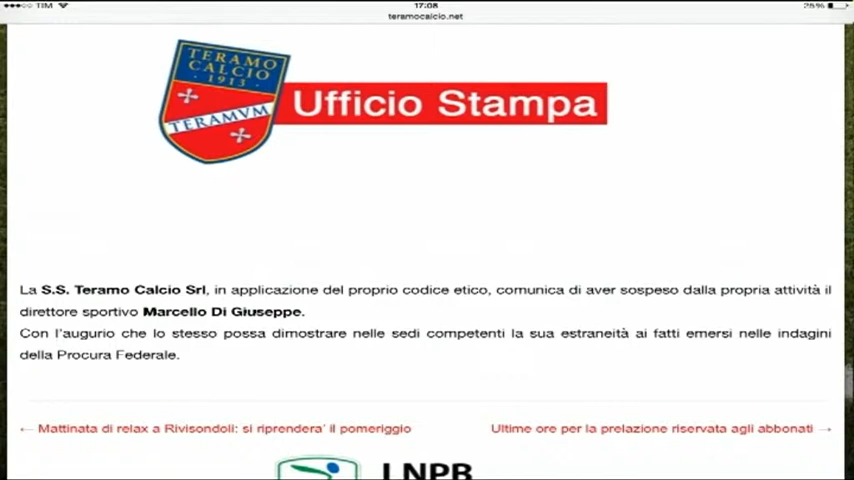 TIM
17:08
25%
teramocalcio.net
TERAMO
CALCIO
· 1913 ·
TERAMVM
Ufficio Stampa
La S.S. Teramo Calcio Srl, in applicazione del proprio codice etico, comunica di aver sospeso dalla propria attività il
direttore sportivo Marcello Di Giuseppe.
Con l'augurio che lo stesso possa dimostrare nelle sedi competenti la sua estraneità ai fatti emersi nelle indagini
della Procura Federale.
← Mattinata di relax a Rivisondoli: si riprendera' il pomeriggio
Ultime ore per la prelazione riservata agli abbonati →
LNPB